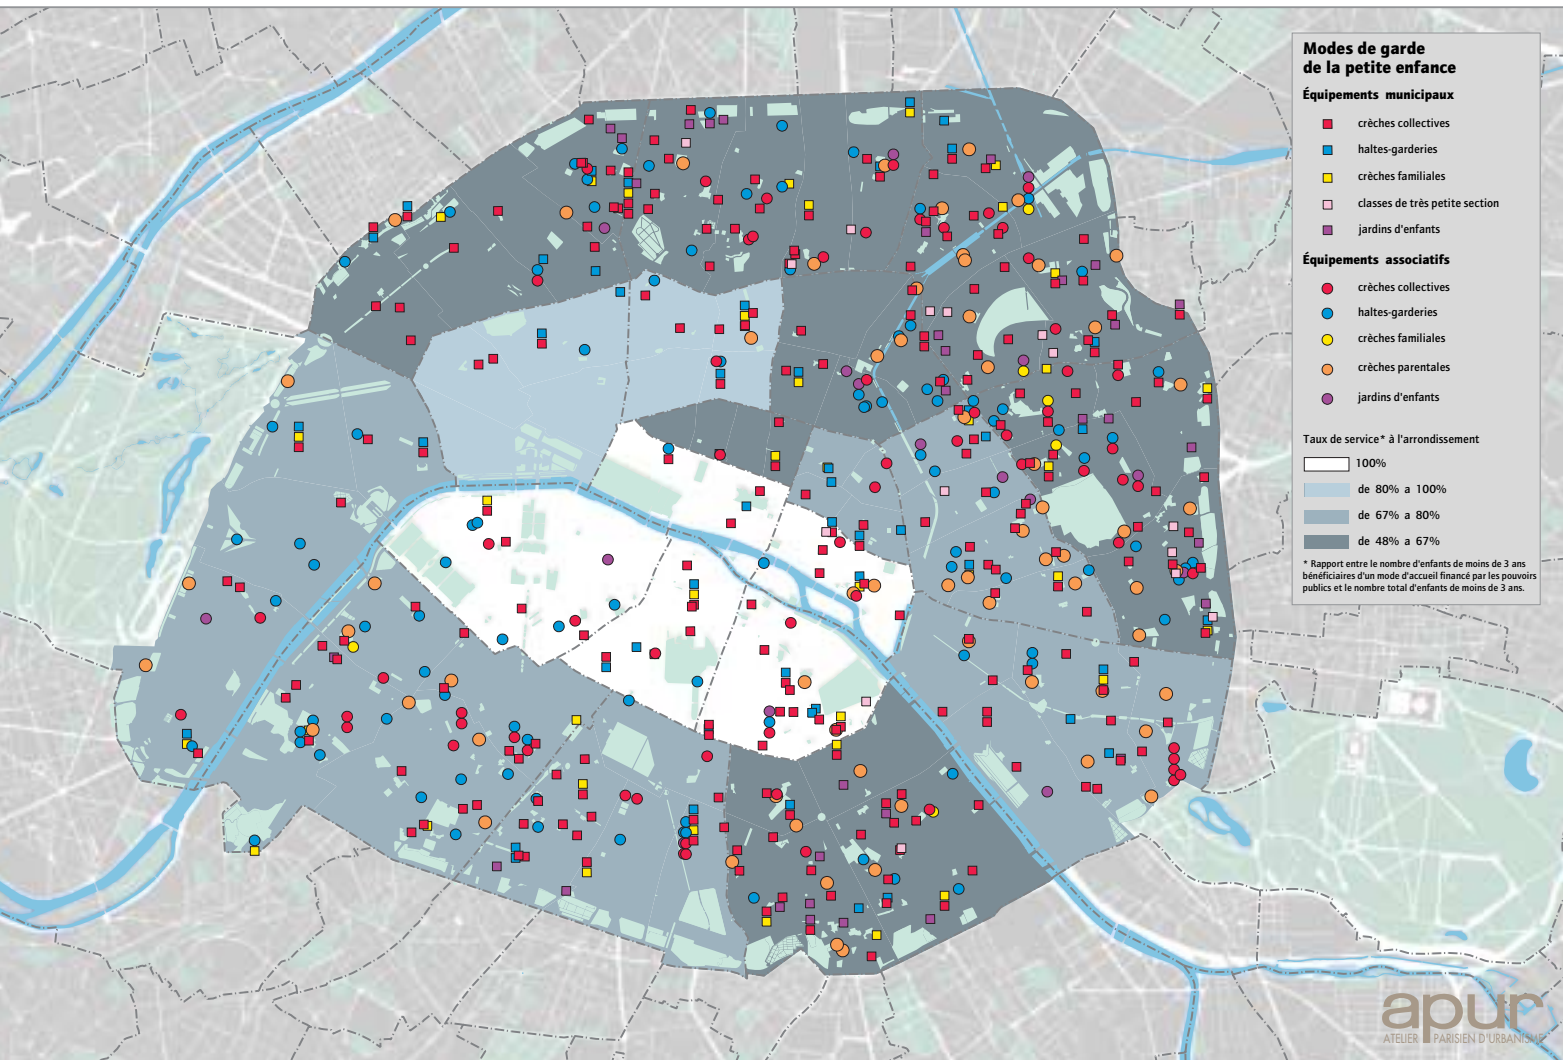 Modes de garde
de la petite enfance
Équipements municipaux
crèches collectives
haltes-garderies
crèches familiales
classes de très petite section
jardins d'enfants
Équipements associatifs
crèches collectives
haltes-garderies
crèches familiales
crèches parentales
jardins d'enfants
Taux de service* à l'arrondissement
100%
de 80% a 100%
de 67% a 80%
de 48% a 67%
* Rapport entre le nombre d'enfants de moins de 3 ans
bénéficiaires d'un mode d'accueil financé par les pouvoirs
publics et le nombre total d'enfants de moins de 3 ans.
apur
ATELIER PARISIEN D'URBANISME